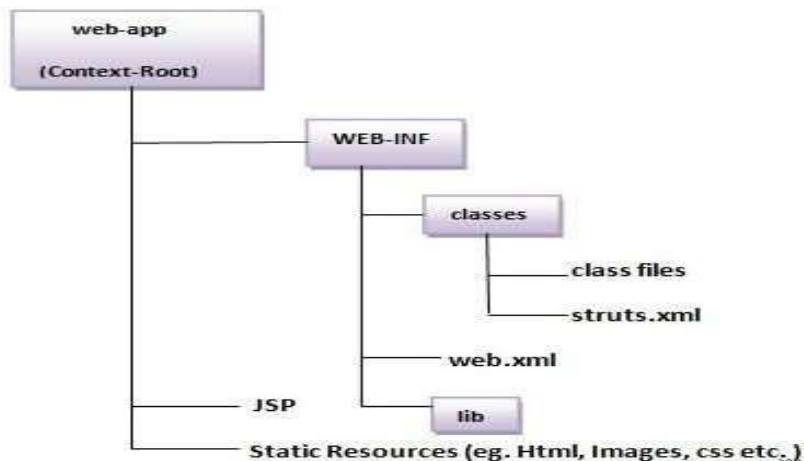 web-app
(Context-Root)
WEB-INF
classes
class files
struts.xml
web.xml
JSP
lib
Static Resources (eg. Html, Images, css etc. )